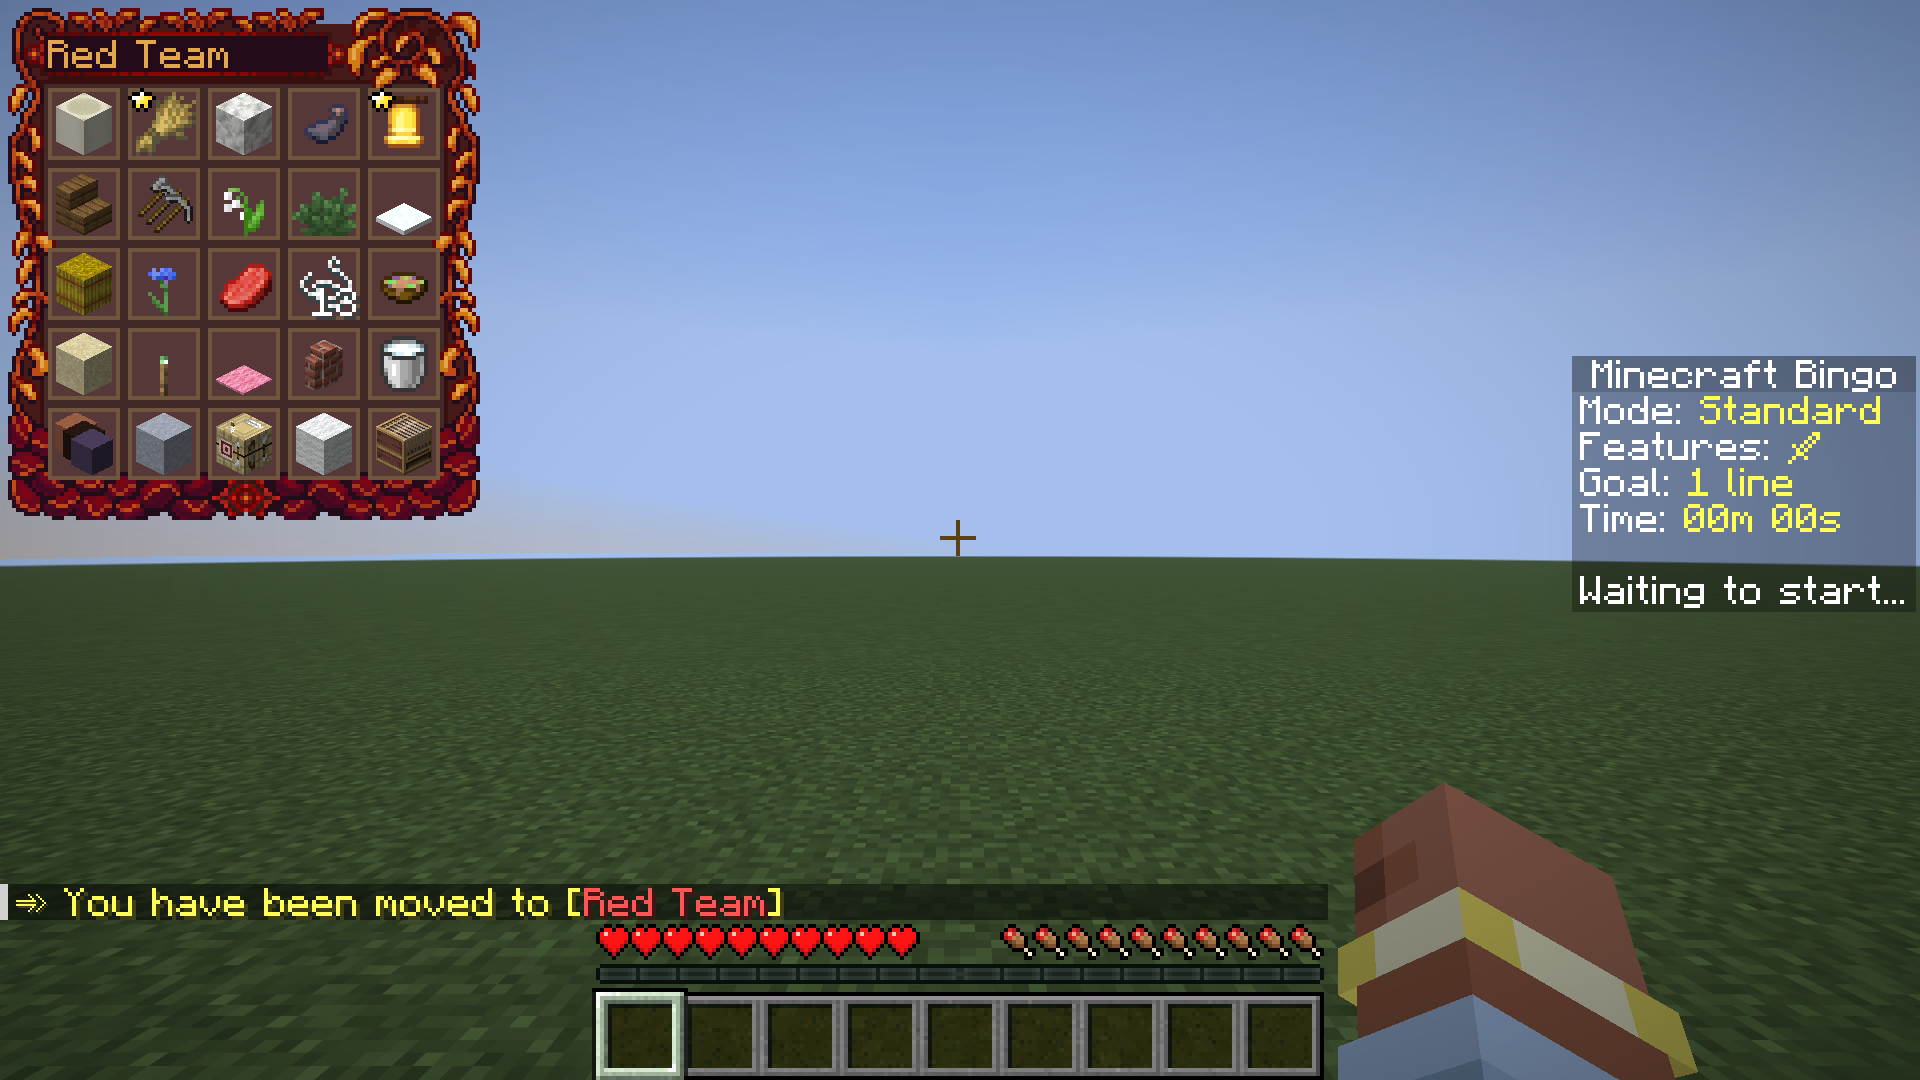 Red Team
18
Minecraft Bingo
Mode: Standard
Features:
Goal: 1 line
Time: 00m 00s
Waiting to start...
=>> You have been moved to [Red Team]